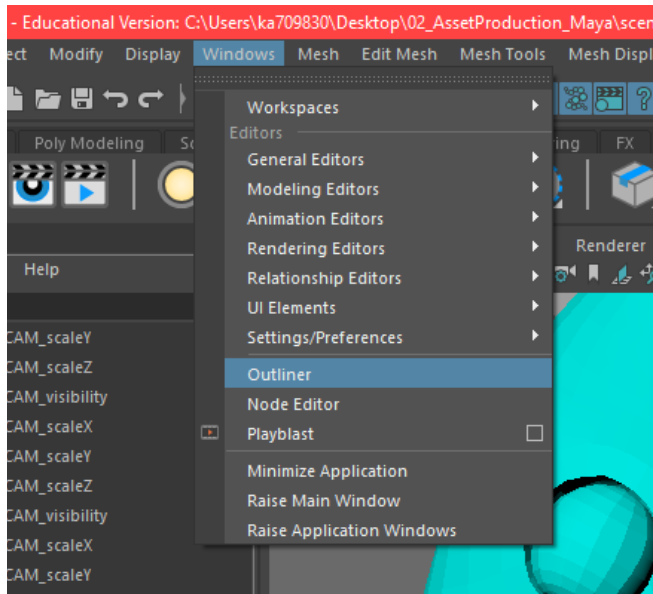 - Educational Version: C:\Users\ka709830\Desktop\02_AssetProduction_Maya\scen
ect Modify Display Windows Mesh Edit Mesh Mesh Tools Mesh Displ
Workspaces
Poly Modeling Sc ing FX
Editors
General Editors
Modeling Editors
Animation Editors
Rendering Editors Renderer
Help Relationship Editors
UI Elements
CAM_scaleY Settings/Preferences
CAM_scaleZ Outliner
CAM_visibility Node Editor
CAM_scaleX Playblast
CAM_scaleY Minimize Application
CAM_scaleZ Raise Main Window
CAM_visibility Raise Application Windows
CAM_scaleX
CAM_scaleY